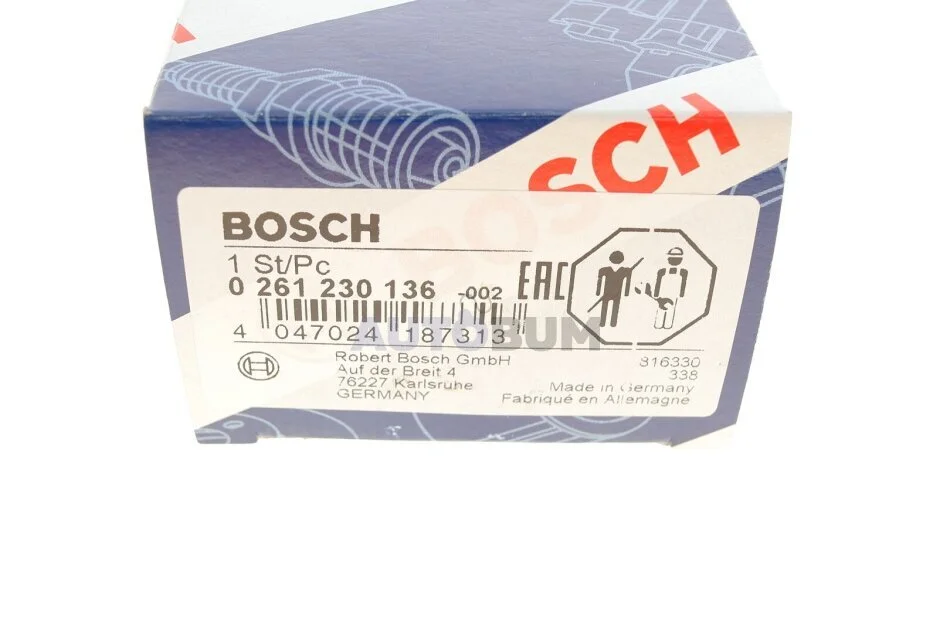 BOSCH
BOSCH
1 St/Pc
0 261 230 136 -002 EAC
4 047024 187313
AUTOBUM
Robert Bosch GmbH
Auf der Breit 4
76227 Karlsruhe
GERMANY
816330
338
Made in Germany
Fabriqué en Allemagne